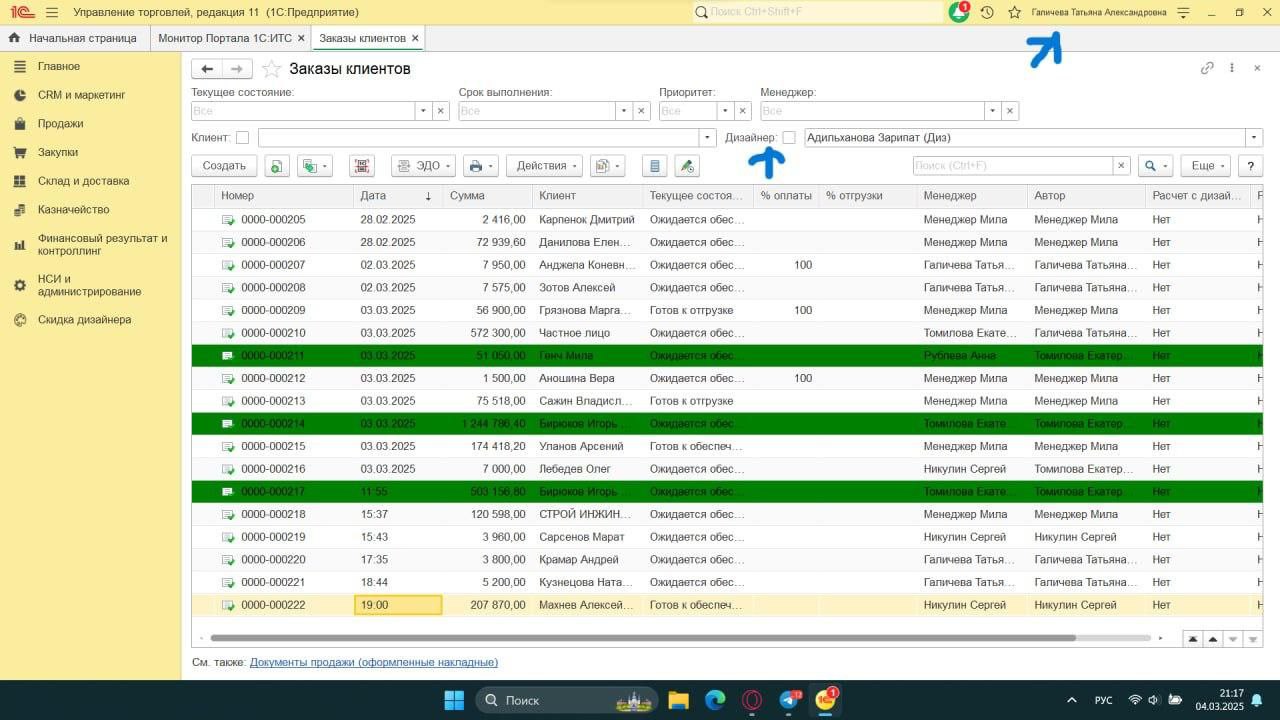 Управление торговлей, редакция 11 (1С:Предприятие)
Поиск Ctrl+Shift+F
1
Галичева Татьяна Александровна
Начальная страница
Монитор Портала 1С:ИТС
Заказы клиентов
Главное
CRM и маркетинг
Продажи
Закупки
Склад и доставка
Казначейство
Финансовый результат и
контроллинг
НСИ и
администрирование
Скидка дизайнера
Заказы клиентов
Текущее состояние: Срок выполнения: Приоритет: Менеджер:
Все Все Все Все
Клиент: Дизайнер: Адильханова Зарипат (Диз)
Создать ЭДО Действия Поиск (Ctrl+F) Еще ?
Номер Дата ↓ Сумма Клиент Текущее состоя... % оплаты % отгрузки Менеджер Автор Расчет с дизай...
0000-000205 28.02.2025 2 416,00 Карпенок Дмитрий Ожидается обес... Менеджер Мила Менеджер Мила Нет
0000-000206 28.02.2025 72 939,60 Данилова Елен... Ожидается обес... Менеджер Мила Менеджер Мила Нет
0000-000207 02.03.2025 7 950,00 Анджела Коневн... Ожидается обес... 100 Галичева Татья... Галичева Татьяна... Нет
0000-000208 02.03.2025 7 575,00 Зотов Алексей Ожидается обес... Галичева Татья... Галичева Татьяна... Нет
0000-000209 03.03.2025 56 900,00 Грязнова Марга... Готов к отгрузке 100 Менеджер Мила Менеджер Мила Нет
0000-000210 03.03.2025 572 300,00 Частное лицо Ожидается обес... Томилова Екате... Галичева Татьяна... Нет
0000-000211 03.03.2025 51 050,00 Генч Мила Ожидается обес... Рублева Анна Томилова Екатер... Нет
0000-000212 03.03.2025 1 500,00 Аношина Вера Ожидается обес... 100 Менеджер Мила Менеджер Мила Нет
0000-000213 03.03.2025 75 518,00 Сажин Владисл... Готов к отгрузке Менеджер Мила Менеджер Мила Нет
0000-000214 03.03.2025 1 244 786,40 Бирюков Игорь ... Ожидается обес... Томилова Екате... Томилова Екатер... Нет
0000-000215 03.03.2025 174 418,20 Уланов Арсений Готов к обеспеч... Менеджер Мила Менеджер Мила Нет
0000-000216 03.03.2025 7 000,00 Лебедев Олег Ожидается обес... Никулин Сергей Томилова Екатер... Нет
0000-000217 11:55 503 156,80 Бирюков Игорь ... Ожидается обес... Томилова Екате... Томилова Екатер... Нет
0000-000218 15:37 120 598,00 СТРОЙ ИНЖИН... Ожидается обес... Менеджер Мила Менеджер Мила Нет
0000-000219 15:43 3 960,00 Сарсенов Марат Ожидается обес... Никулин Сергей Никулин Сергей Нет
0000-000220 17:35 3 800,00 Крамар Андрей Ожидается обес... Галичева Татья... Галичева Татьяна... Нет
0000-000221 18:44 5 200,00 Кузнецова Ната... Ожидается обес... Галичева Татья... Галичева Татьяна... Нет
0000-000222 19:00 207 870,00 Махнев Алексей... Готов к обеспеч... Никулин Сергей Никулин Сергей Нет
См. также: Документы продажи (оформленные накладные)
Поиск
1
РУС
21:17
04.03.2025